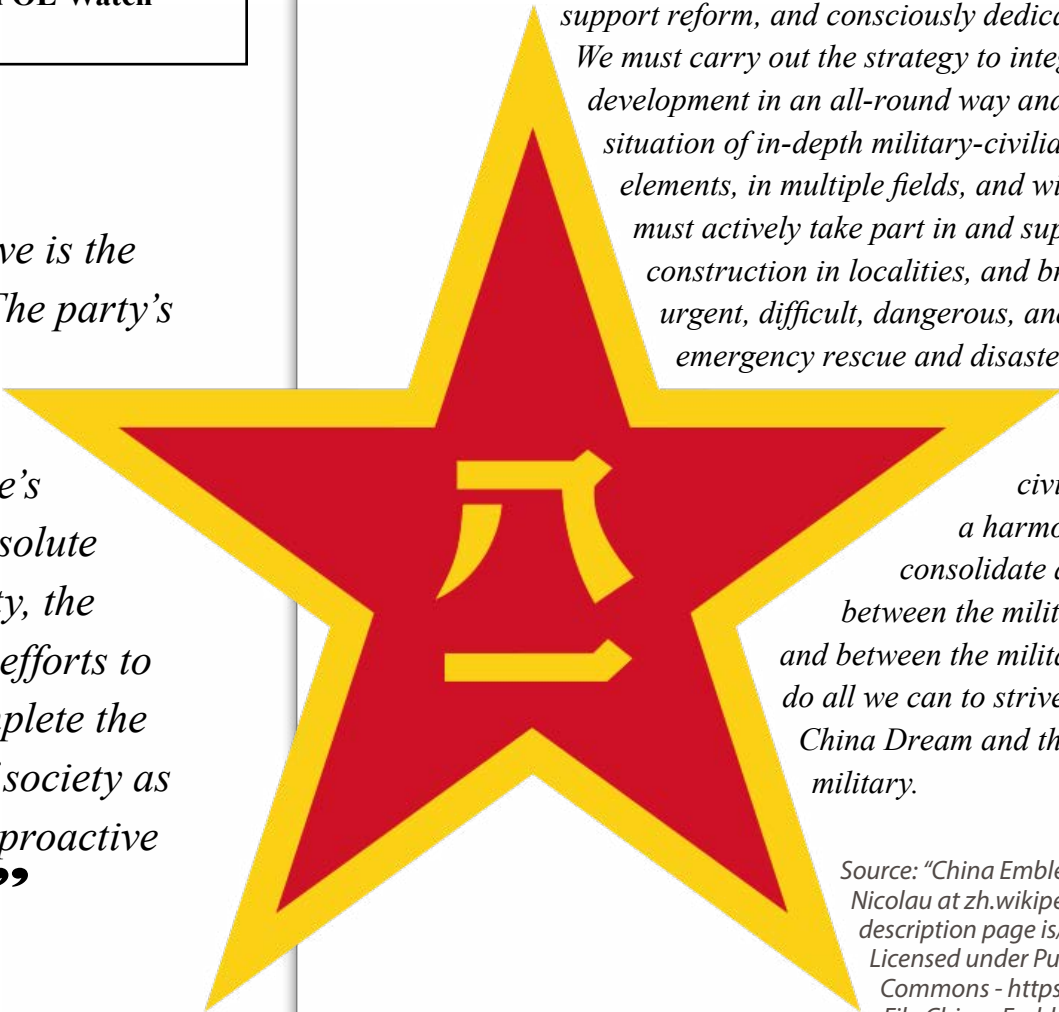 OE Watch
ve is the
The party's
e's
solute
ty, the
efforts to
plete the
society as
proactive
”
support reform, and consciously dedica
We must carry out the strategy to integ
development in an all-round way and
situation of in-depth military-civilia
elements, in multiple fields, and wi
must actively take part in and sup
construction in localities, and br
urgent, difficult, dangerous, and
emergency rescue and disaste
civi
a harmo
consolidate a
between the milit
and between the milita
do all we can to strive
China Dream and th
military.
八
一
Source: “China Emble
Nicolau at zh.wikipe
description page is/
Licensed under Pu
Commons - https